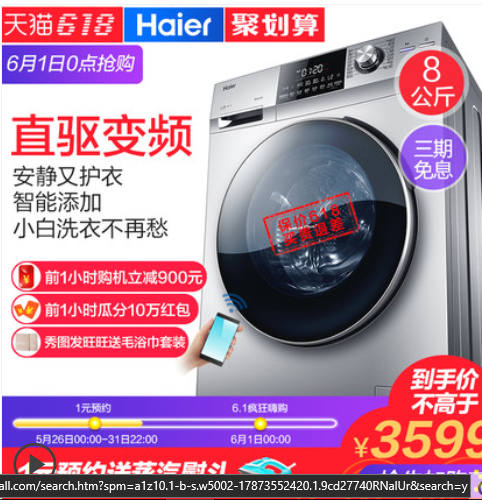 天猫618
Haier
聚划算
6月1日0点抢购
直驱变频
安静又护衣
智能添加
小白洗衣不再愁
8
公斤
三期
免息
Haier
保价618
买贵退差
前1小时购机立减900元
前1小时瓜分10万红包
秀图发旺旺送毛浴巾套装
1元预约
6.1疯狂嗨购
5月26日00:00-31日22:00
6月1日00:00
到手价
不高于
¥3599
all.com/search.htm?spm=a1z10.1-b-s.w5002-17873552420.1.9cd27740RNalUr&search=y